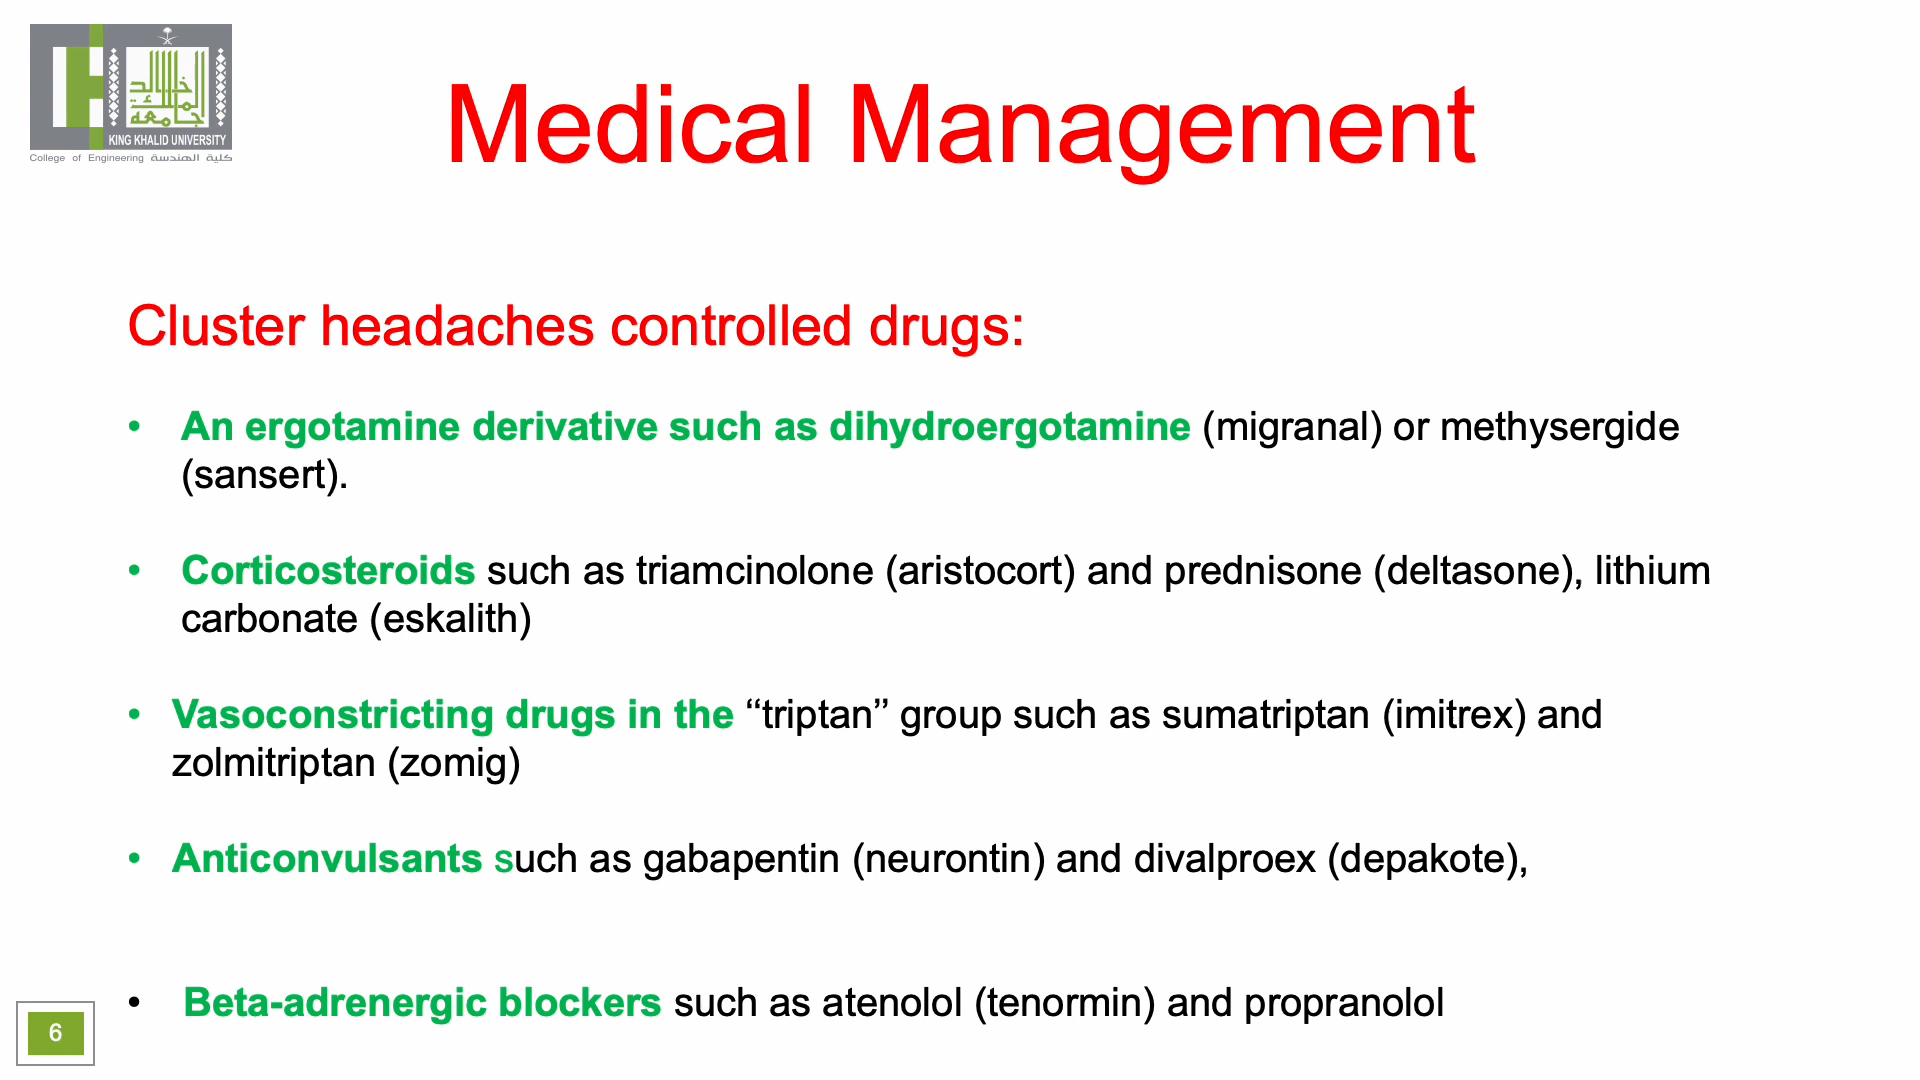 الخالد
الملك
جامعة
KING KHALID UNIVERSITY
College of Engineering كلية الهندسة
Medical Management
Cluster headaches controlled drugs:
• An ergotamine derivative such as dihydroergotamine (migranal) or methysergide
(sansert).
• Corticosteroids such as triamcinolone (aristocort) and prednisone (deltasone), lithium
carbonate (eskalith)
• Vasoconstricting drugs in the “triptan” group such as sumatriptan (imitrex) and
zolmitriptan (zomig)
• Anticonvulsants such as gabapentin (neurontin) and divalproex (depakote),
• Beta-adrenergic blockers such as atenolol (tenormin) and propranolol
6